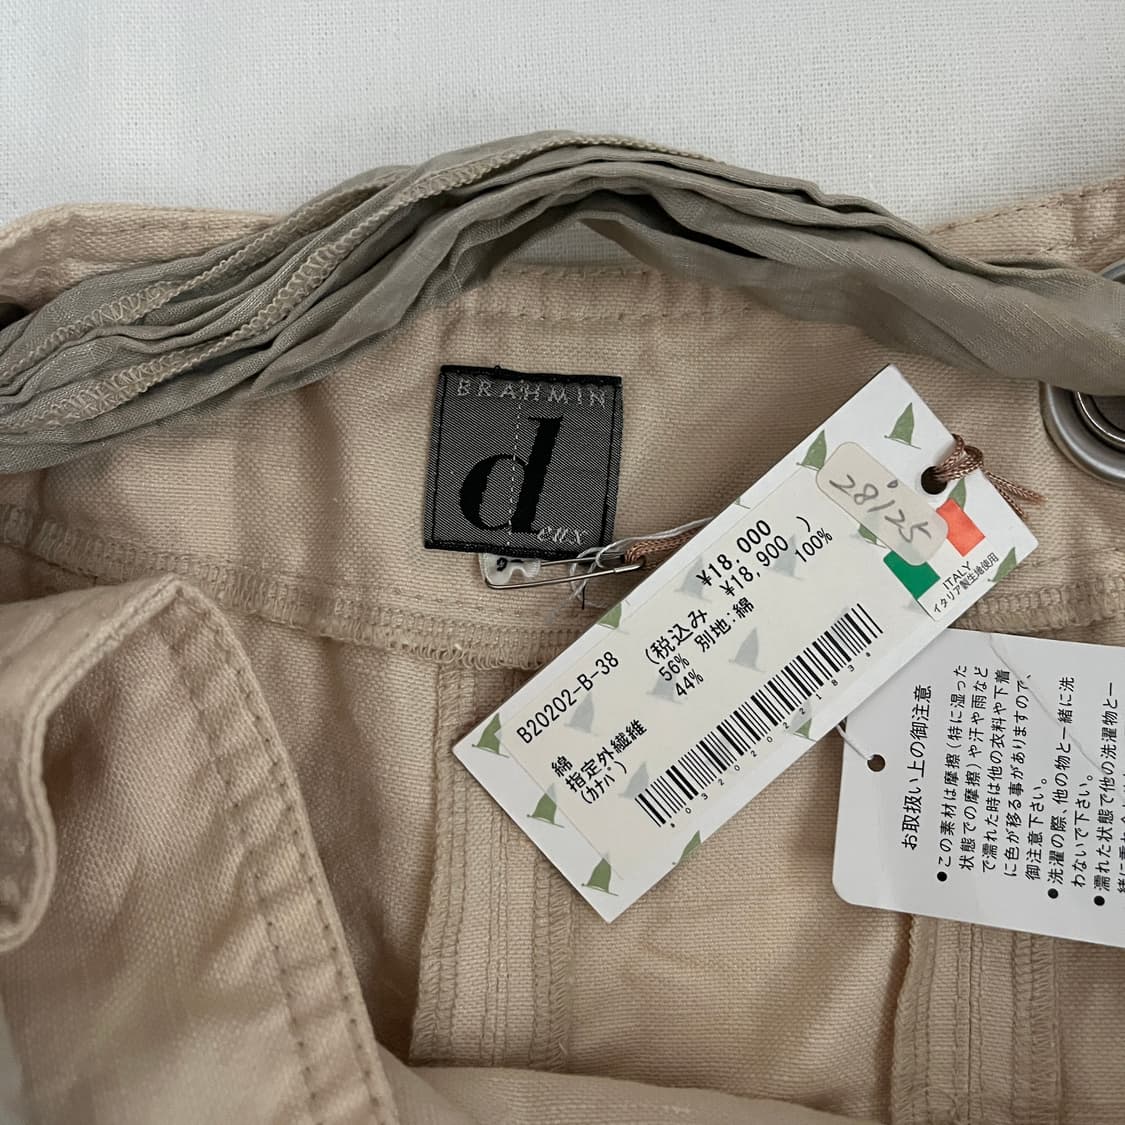 BRAHMIN
d
eux
9
28'25
ITALY
イタリア製生地使用
¥18,000
(税込み ¥18,900 )
B20202-B-38
綿 56% 別地:綿 100%
指定外繊維 44%
(カナパ)
お取扱い上の御注意
●この素材は摩擦(特に湿った
状態での摩擦)や汗や雨など
で濡れた時は他の衣料や下着
に色が移る事がありますので、
御注意下さい。
●洗濯の際、他の物と一緒に洗
わないで下さい。
●濡れた状態で他の洗濯物と一